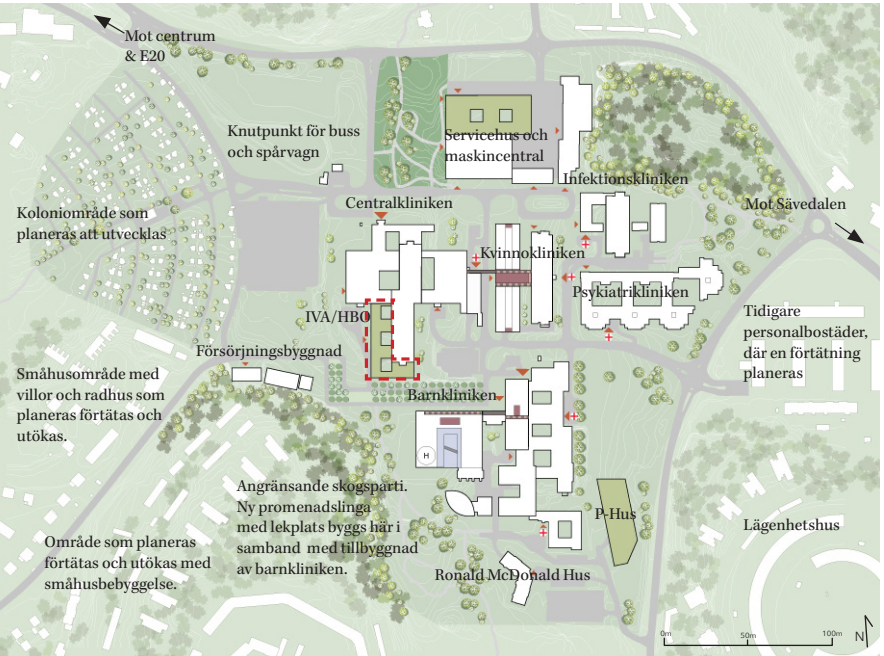 Mot centrum
& E20
Knutpunkt för buss
och spårvagn
Servicehus och
maskincentral
Infektionskliniken
Centralkliniken
Mot Sävedalen
Koloniområde som
planeras att utvecklas
Kvinnokliniken
Psykiatrikliniken
IVA/HBO
Tidigare
personalbostäder,
där en förtätning
planeras
Försörjningsbyggnad
Småhusområde med
villor och radhus som
planeras förtätas och
utökas.
Barnkliniken
H
Angränsande skogsparti.
Ny promenadslinga
med lekplats byggs här i
samband med tillbyggnad
av barnkliniken.
P-Hus
Lägenhetshus
Område som planeras
förtätas och utökas med
småhusbebyggelse.
Ronald McDonald Hus
0m 50m 100m
N